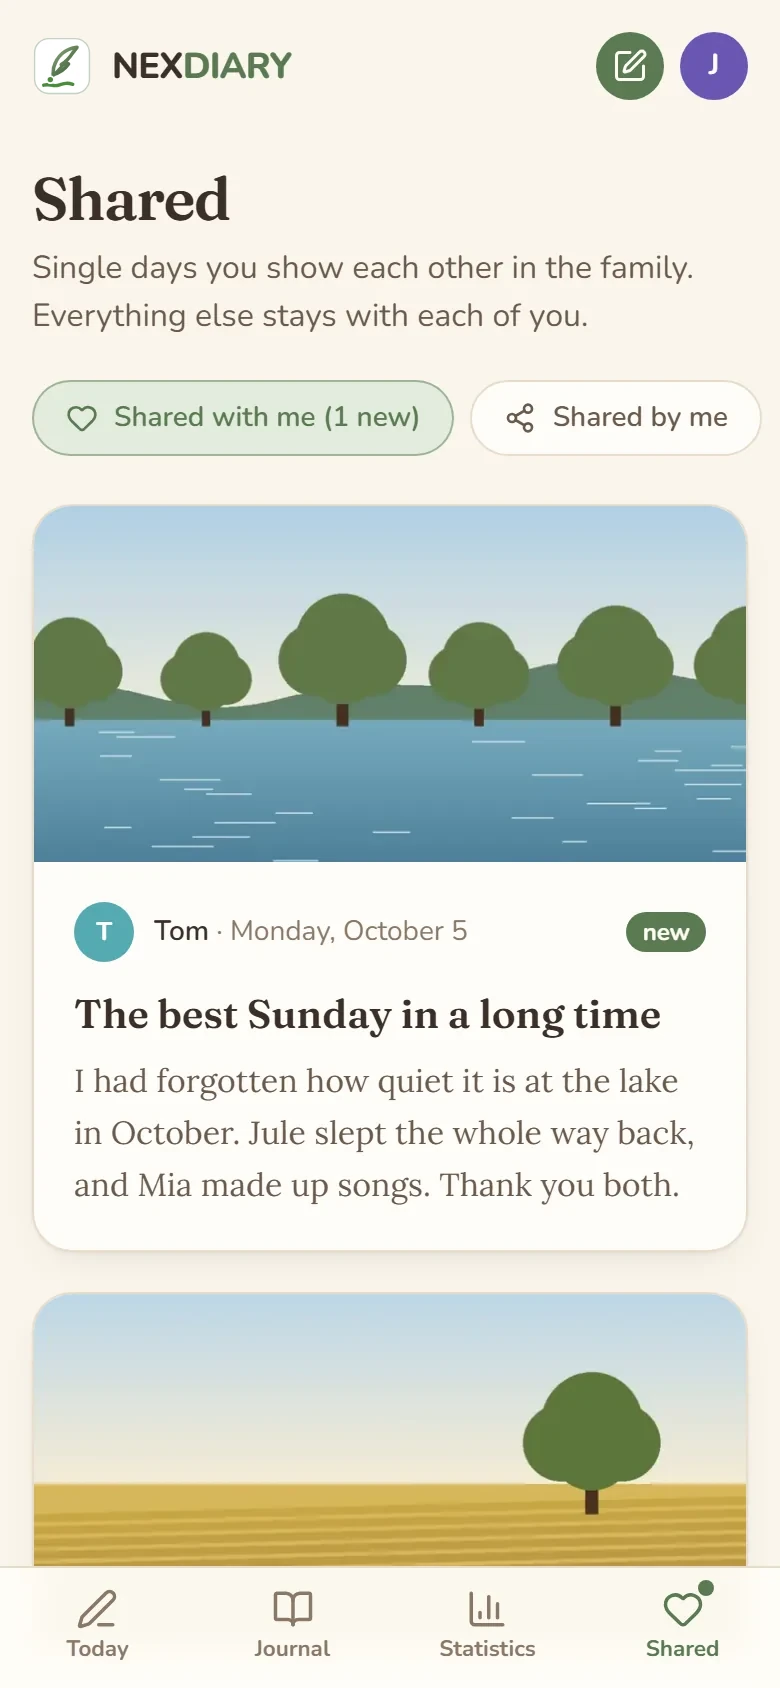 NEXDIARY
J
Shared
Single days you show each other in the family.
Everything else stays with each of you.
Shared with me (1 new)
Shared by me
T
Tom · Monday, October 5
new
The best Sunday in a long time
I had forgotten how quiet it is at the lake
in October. Jule slept the whole way back,
and Mia made up songs. Thank you both.
Today
Journal
Statistics
Shared